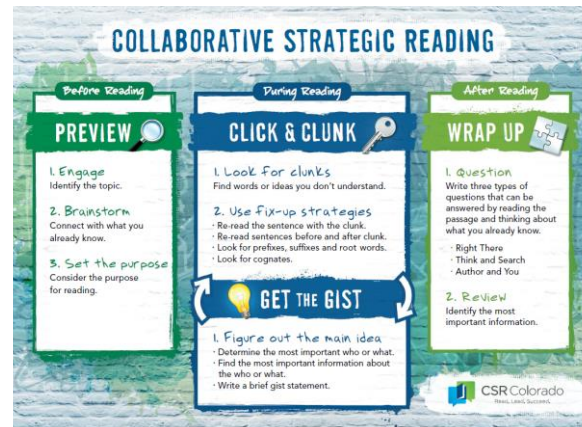 COLLABORATIVE STRATEGIC READING
Before Reading
PREVIEW
1. Engage
Identify the topic.
2. Brainstorm
Connect with what you
already know.
3. Set the purpose
Consider the purpose
for reading.
During Reading
CLICK & CLUNK
1. Look for clunks
Find words or ideas you don't understand.
2. Use fix-up strategies
· Re-read the sentence with the clunk.
· Re-read sentences before and after clunk.
· Look for prefixes, suffixes and root words.
· Look for cognates.
GET THE GIST
1. Figure out the main idea
· Determine the most important who or what.
· Find the most important information about
the who or what.
· Write a brief gist statement.
After Reading
WRAP UP
1. Question
Write three types of
questions that can be
answered by reading the
passage and thinking about
what you already know.
· Right There
· Think and Search
· Author and You
2. Review
Identify the most
important information.
CSR Colorado
Read. Lead. Succeed.